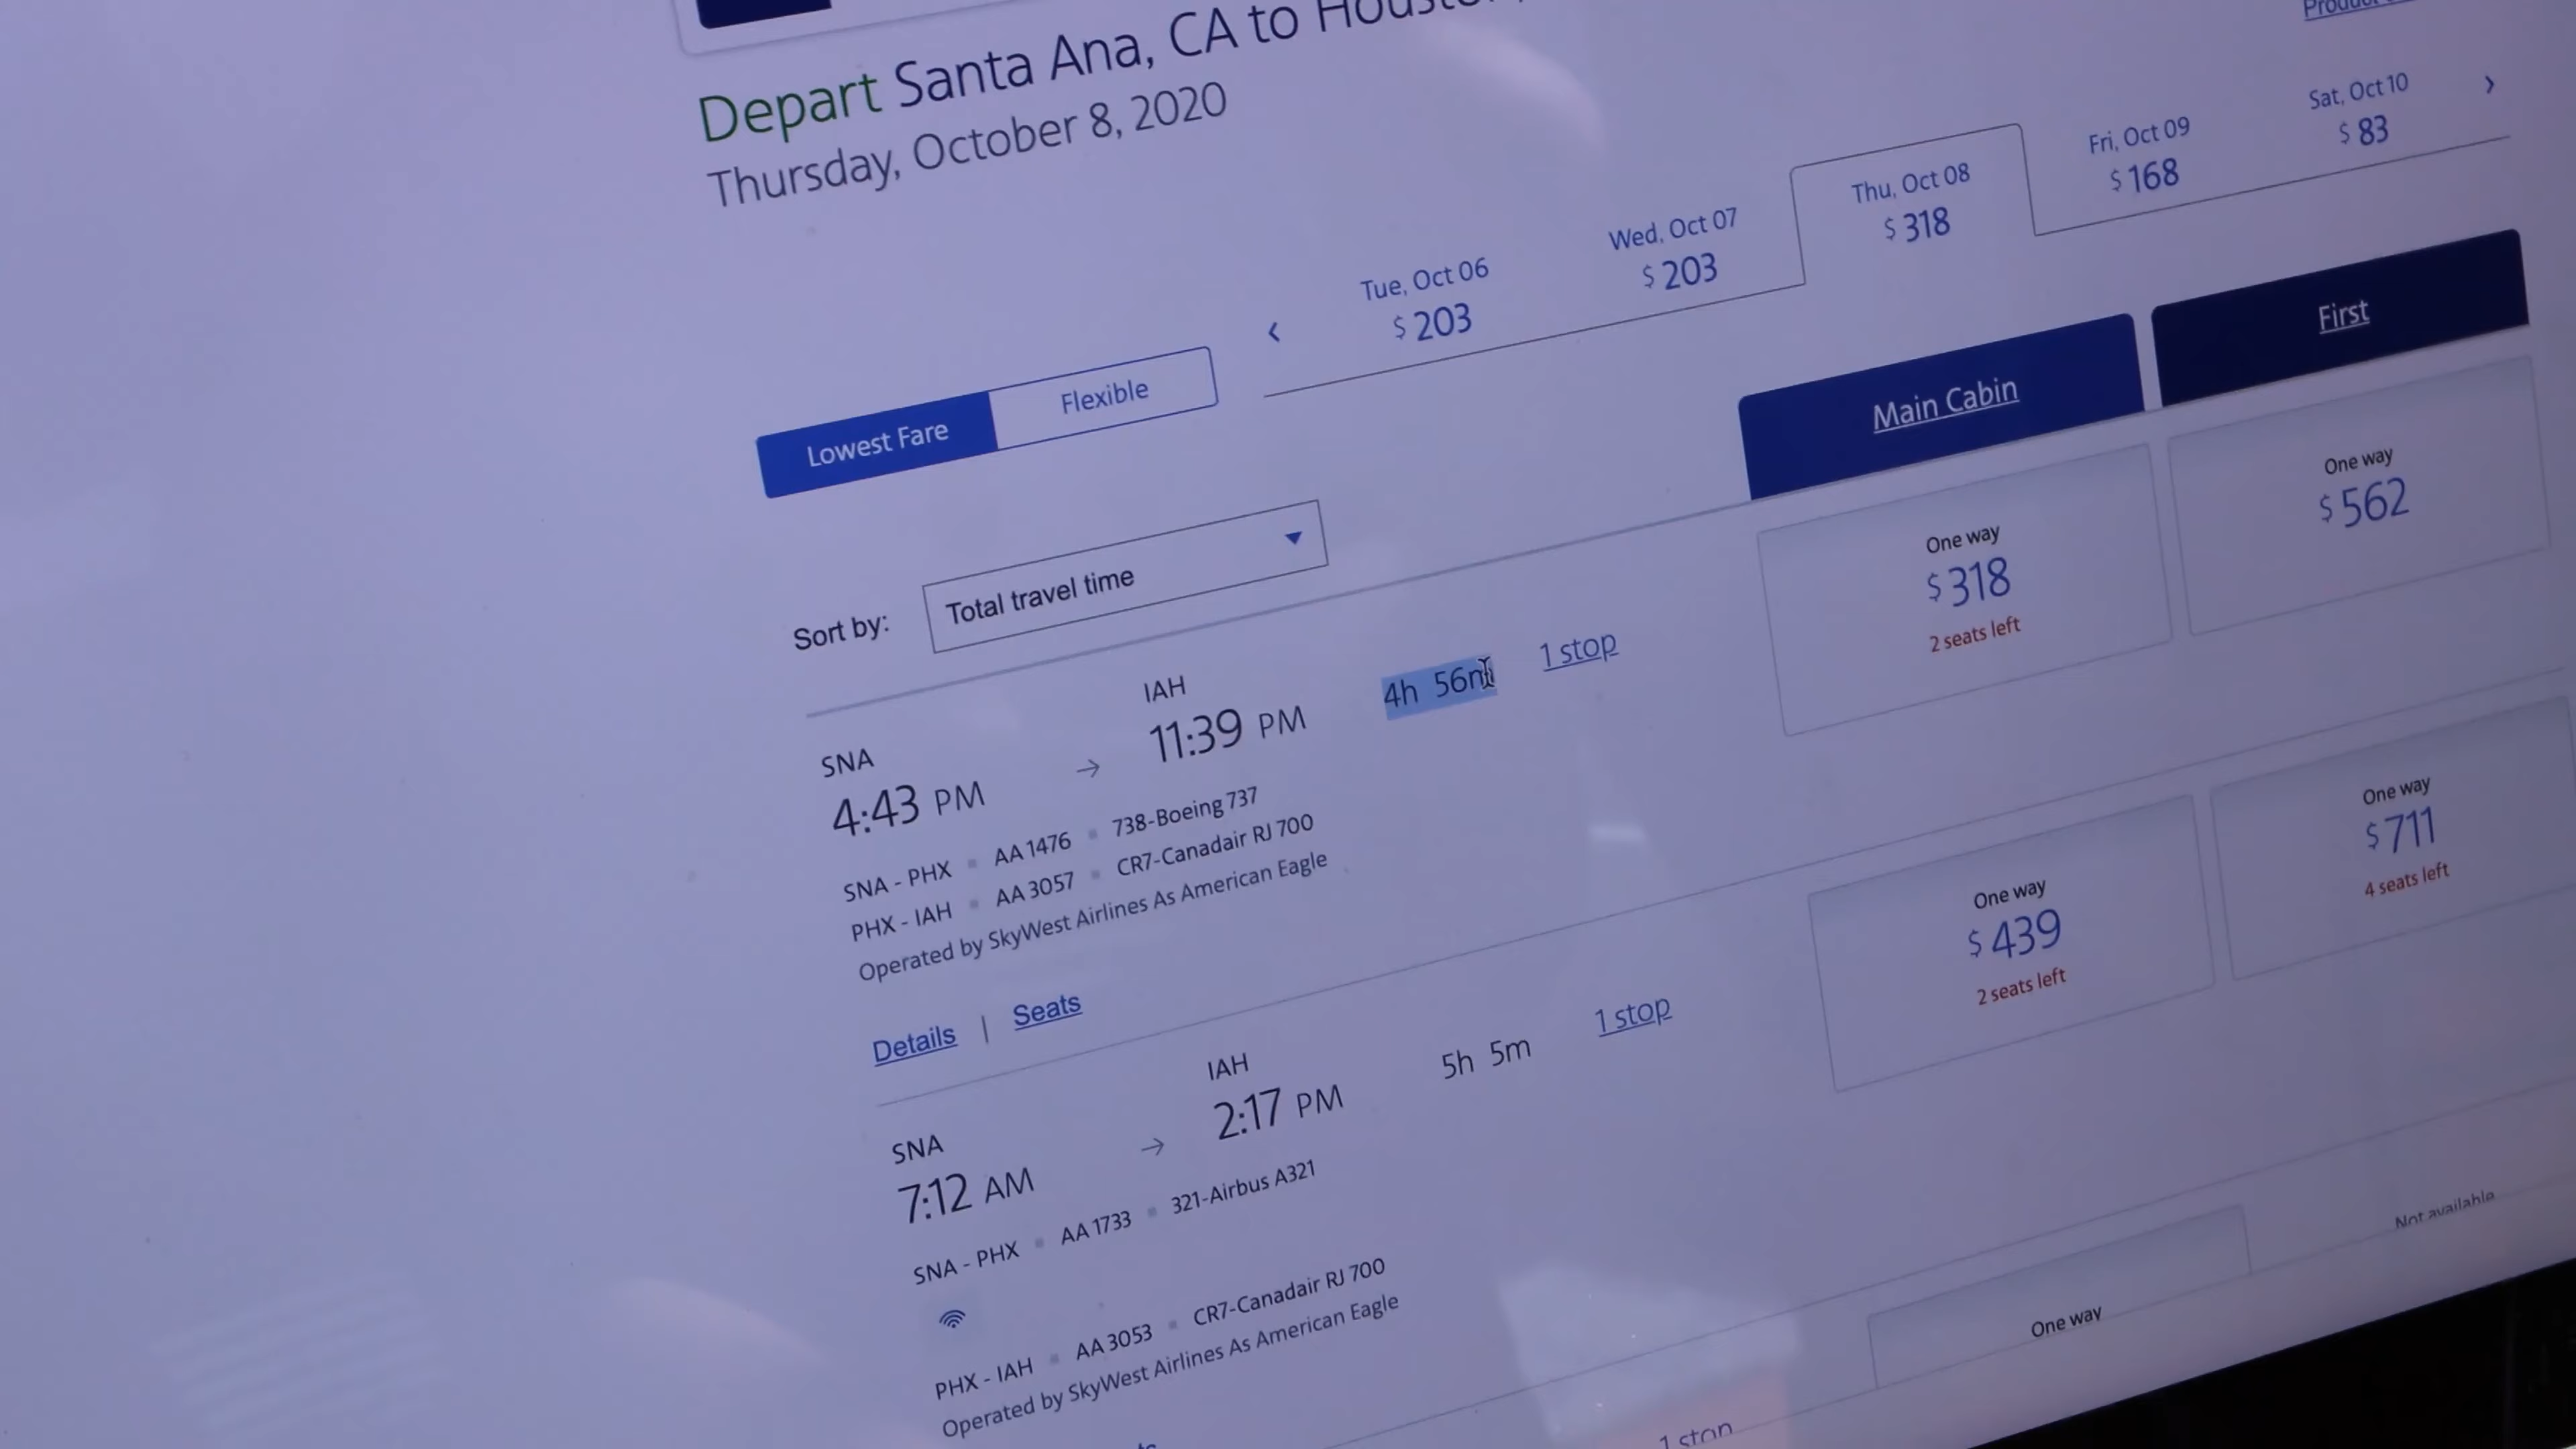 Depart Santa Ana, CA to
Thursday, October 8, 2020
Tue, Oct 06
$ 203
Wed, Oct 07
$ 203
Thu, Oct 08
$ 318
Fri, Oct 09
$ 168
Sat, Oct 10
$ 83
Lowest Fare
Flexible
Main Cabin
First
Sort by:
Total travel time
SNA
4:43 PM
IAH
11:39 PM
4h 56m
1 stop
One way
$ 318
2 seats left
One way
$ 562
SNA - PHX AA 1476 738-Boeing 737
PHX - IAH AA 3057 CR7-Canadair RJ 700
Operated by SkyWest Airlines As American Eagle
Details | Seats
SNA
7:12 AM
IAH
2:17 PM
5h 5m
1 stop
One way
$ 439
2 seats left
One way
$ 711
4 seats left
SNA - PHX AA 1733 321-Airbus A321
PHX - IAH AA 3053 CR7-Canadair RJ 700
Operated by SkyWest Airlines As American Eagle
1 stop
One way
Not available